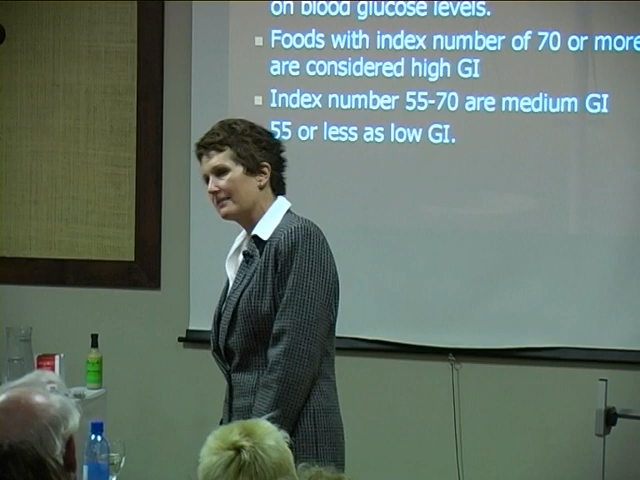 on blood glucose levels.
Foods with index number of 70 or more
are considered high GI
Index number 55-70 are medium GI
55 or less as low GI.